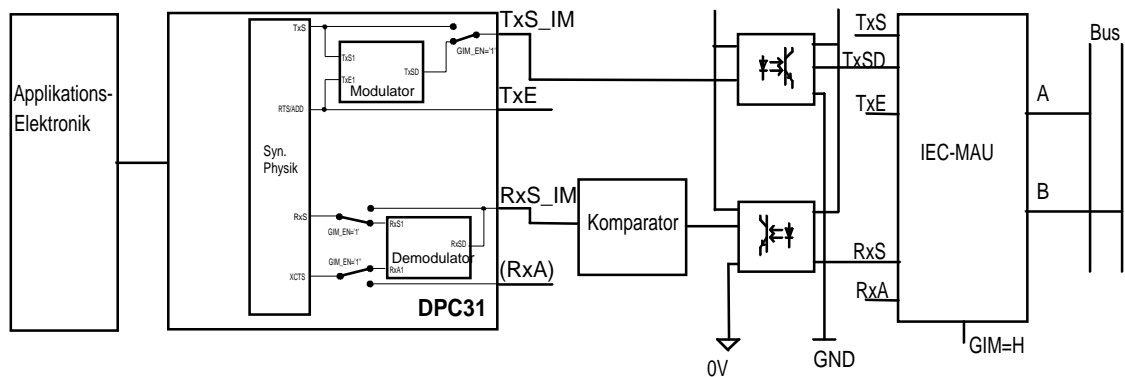 Applikations-
Elektronik
Syn.
Physik
TxS
RTS/ADD
RxS
XCTS
TxS1
TxE1
TxSD
Modulator
GIM_EN='1'
GIM_EN='1'
GIM_EN='1"
RxS1
RxSD
Demodulator
RxA1
DPC31
TxS_IM
TxE
RxS_IM
(RxA)
Komparator
0V
GND
TxS
TxSD
TxE
RxS
RxA
IEC-MAU
GIM=H
A
B
Bus